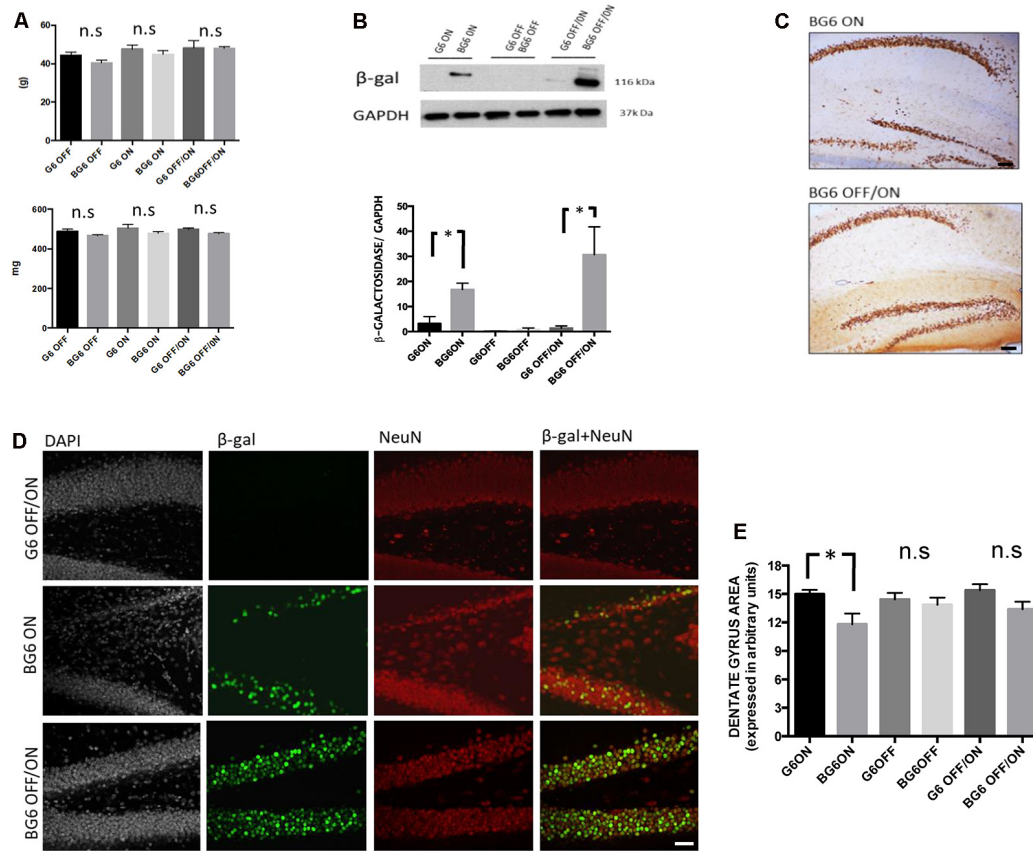 A
n.s n.s n.s
60
40
20
0
(g)
G6 OFF
BG6 OFF
G6 ON
BG6 ON
G6 OFF/ON
BG6OFF/ON
n.s n.s n.s
600
400
200
0
mg
G6 OFF
BG6 OFF
G6 ON
BG6 ON
G6 OFF/ON
BG6 OFF/ON
B
G6 ON
BG6 ON
G6 OFF
BG6 OFF
G6 OFF/ON
BG6 OFF/ON
β-gal
116 kDa
GAPDH
37k Da
β-GALACTOSIDASE/ GAPDH
50
40
30
20
10
0
* *
G6ON
BG6ON
G6OFF
BG6OFF
G6 OFF/ON
BG6 OFF/ON
C
BG6 ON
BG6 OFF/ON
D
DAPI β-gal NeuN β-gal+NeuN
G6 OFF/ON
BG6 ON
BG6 OFF/ON
E
* n.s n.s
DENTATE GYRUS AREA
(expressed in arbitrary units)
18
15
12
9
6
3
0
G6ON
BG6ON
G6OFF
BG6OFF
G6 OFF/ON
BG6 OFF/ON